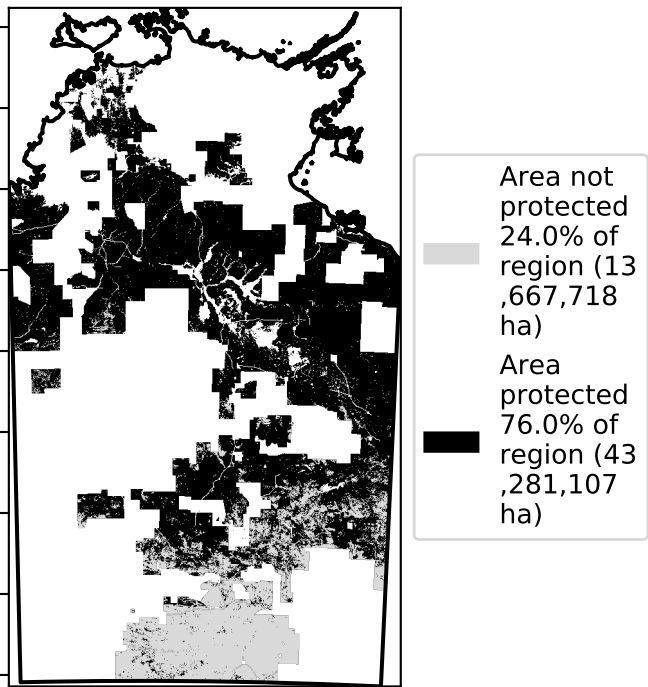 Area not
protected
24.0% of
region (13
,667,718
ha)
Area
protected
76.0% of
region (43
,281,107
ha)